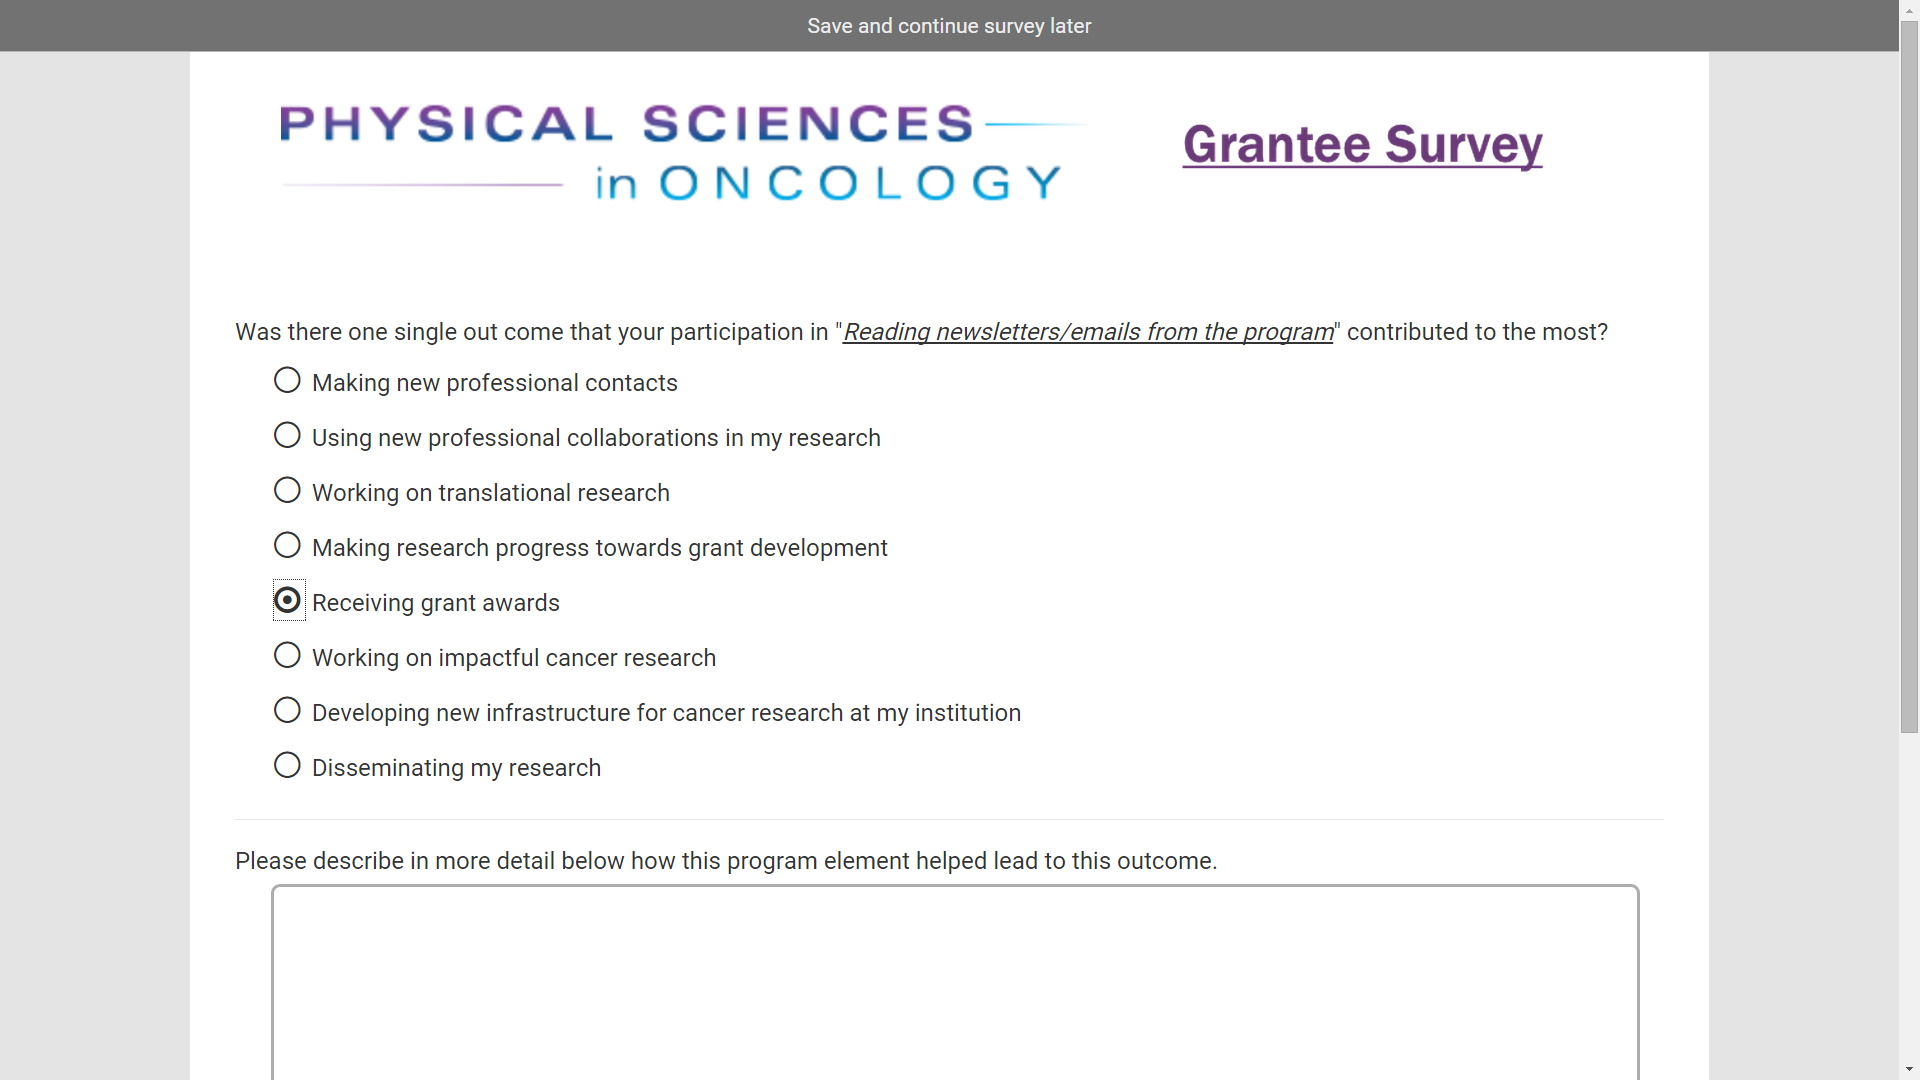 Save and continue survey later
PHYSICAL SCIENCES
in ONCOLOGY
Grantee Survey
Was there one single out come that your participation in "Reading newsletters/emails from the program" contributed to the most?
Making new professional contacts
Using new professional collaborations in my research
Working on translational research
Making research progress towards grant development
Receiving grant awards
Working on impactful cancer research
Developing new infrastructure for cancer research at my institution
Disseminating my research
Please describe in more detail below how this program element helped lead to this outcome.